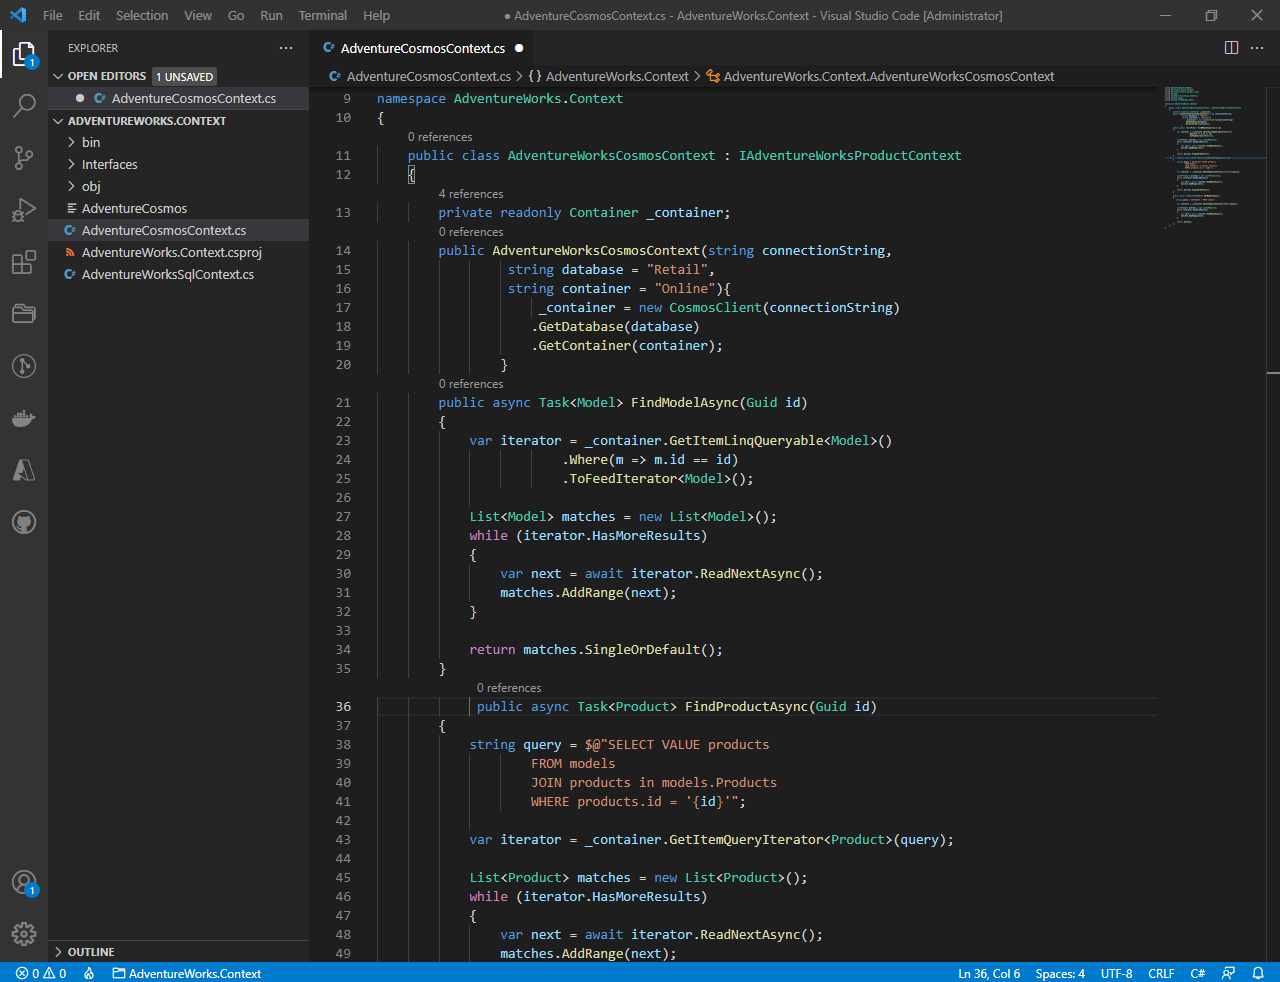 File Edit Selection View Go Run Terminal Help
● AdventureCosmosContext.cs - AdventureWorks.Context - Visual Studio Code [Administrator]
EXPLORER
OPEN EDITORS 1 UNSAVED
AdventureCosmosContext.cs
ADVENTUREWORKS.CONTEXT
bin
Interfaces
obj
AdventureCosmos
AdventureCosmosContext.cs
AdventureWorks.Context.csproj
AdventureWorksSqlContext.cs
OUTLINE
1
1
AdventureCosmosContext.cs
AdventureCosmosContext.cs > {} AdventureWorks.Context > AdventureWorks.Context.AdventureWorksCosmosContext
9 namespace AdventureWorks.Context
10 {
0 references
11 public class AdventureWorksCosmosContext : IAdventureWorksProductContext
12 {
4 references
13 private readonly Container _container;
0 references
14 public AdventureWorksCosmosContext(string connectionString,
15 string database = "Retail",
16 string container = "Online"){
17 _container = new CosmosClient(connectionString)
18 .GetDatabase(database)
19 .GetContainer(container);
20 }
0 references
21 public async Task<Model> FindModelAsync(Guid id)
22 {
23 var iterator = _container.GetItemLinqQueryable<Model>()
24 .Where(m => m.id == id)
25 .ToFeedIterator<Model>();
26
27 List<Model> matches = new List<Model>();
28 while (iterator.HasMoreResults)
29 {
30 var next = await iterator.ReadNextAsync();
31 matches.AddRange(next);
32 }
33
34 return matches.SingleOrDefault();
35 }
0 references
36 public async Task<Product> FindProductAsync(Guid id)
37 {
38 string query = $@"SELECT VALUE products
39 FROM models
40 JOIN products in models.Products
41 WHERE products.id = '{id}'";
42
43 var iterator = _container.GetItemQueryIterator<Product>(query);
44
45 List<Product> matches = new List<Product>();
46 while (iterator.HasMoreResults)
47 {
48 var next = await iterator.ReadNextAsync();
49 matches.AddRange(next);
0 0 AdventureWorks.Context
Ln 36, Col 6 Spaces: 4 UTF-8 CRLF C#